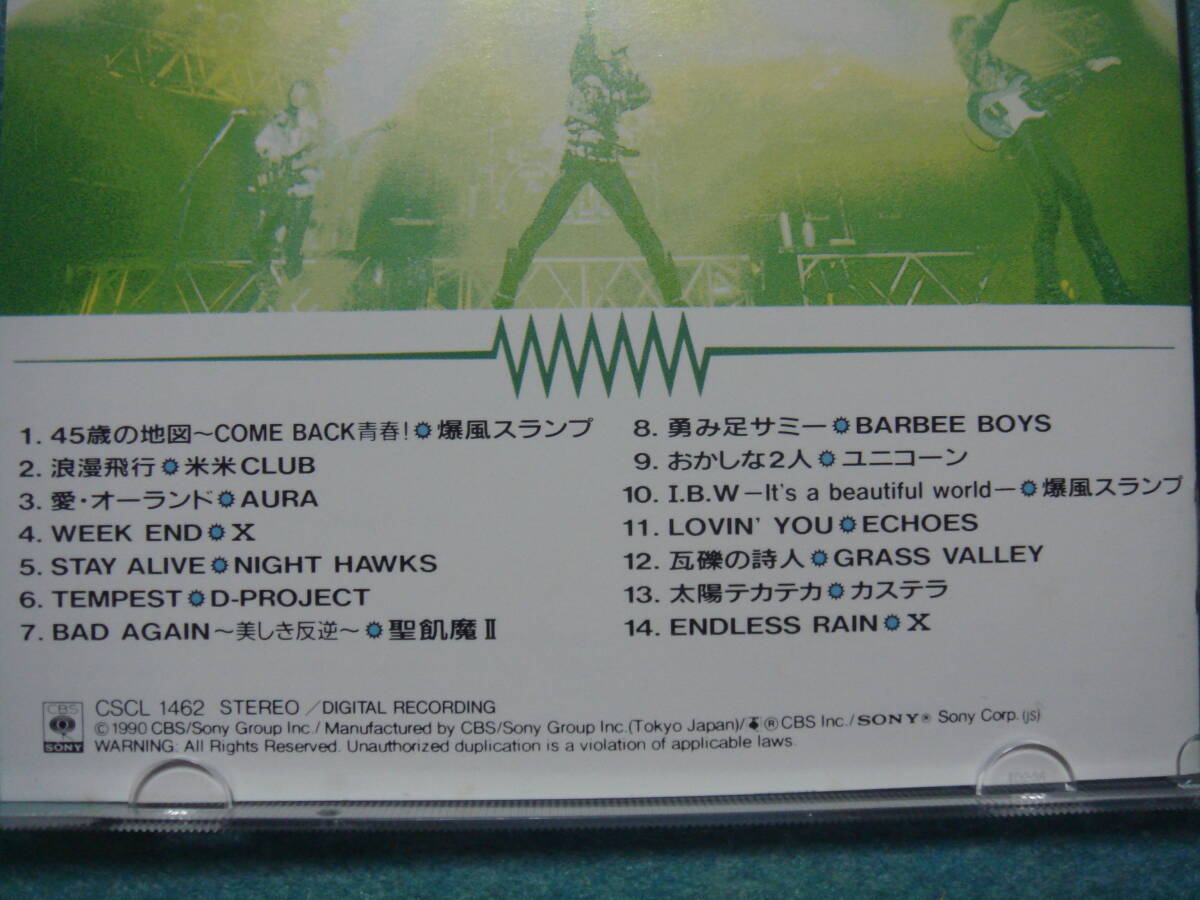 1. 45歳の地図〜COME BACK青春!✺爆風スランプ
2. 浪漫飛行✺米米CLUB
3. 愛・オーランド✺AURA
4. WEEK END✺X
5. STAY ALIVE✺NIGHT HAWKS
6. TEMPEST✺D-PROJECT
7. BAD AGAIN〜美しき反逆〜✺聖飢魔Ⅱ
8. 勇み足サミー✺BARBEE BOYS
9. おかしな2人✺ユニコーン
10. I.B.W－It's a beautiful world－✺爆風スランプ
11. LOVIN' YOU✺ECHOES
12. 瓦礫の詩人✺GRASS VALLEY
13. 太陽テカテカ✺カステラ
14. ENDLESS RAIN✺X
CBS
SONY
CSCL 1462 STEREO／DIGITAL RECORDING
©1990 CBS/Sony Group Inc./Manufactured by CBS/Sony Group Inc.(Tokyo Japan)/®CBS Inc./SONY® Sony Corp.(js)
WARNING: All Rights Reserved. Unauthorized duplication is a violation of applicable laws.